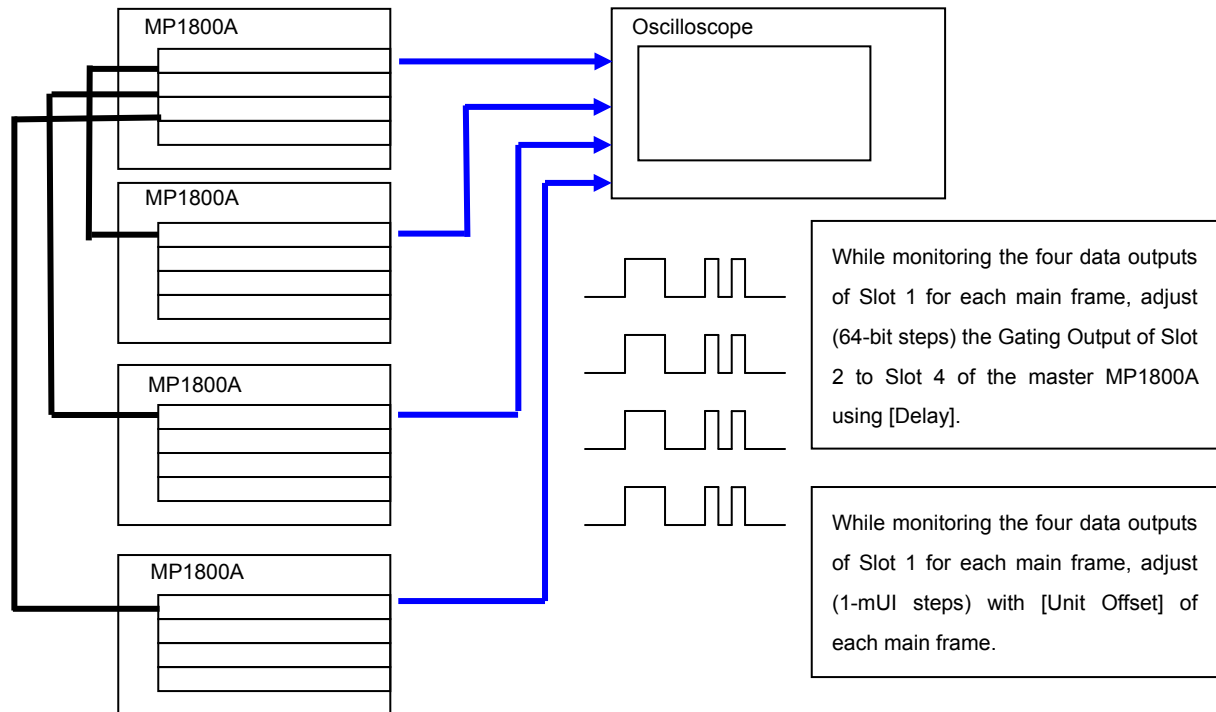 MP1800A
Oscilloscope
MP1800A
MP1800A
MP1800A
While monitoring the four data outputs
of Slot 1 for each main frame, adjust
(64-bit steps) the Gating Output of Slot
2 to Slot 4 of the master MP1800A
using [Delay].
While monitoring the four data outputs
of Slot 1 for each main frame, adjust
(1-mUI steps) with [Unit Offset] of
each main frame.